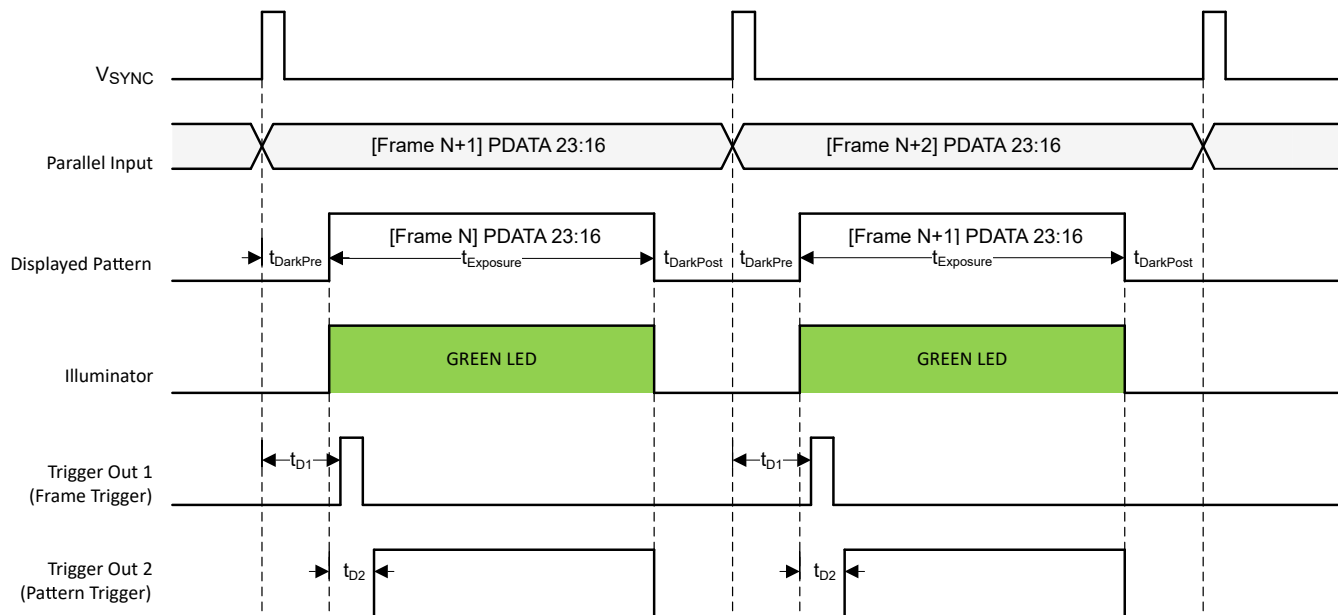 VSYNC
Parallel Input
[Frame N+1] PDATA 23:16
[Frame N+2] PDATA 23:16
Displayed Pattern
tDarkPre
[Frame N] PDATA 23:16
tExposure
tDarkPost
tDarkPre
[Frame N+1] PDATA 23:16
tExposure
tDarkPost
Illuminator
GREEN LED
GREEN LED
Trigger Out 1
(Frame Trigger)
tD1
tD1
Trigger Out 2
(Pattern Trigger)
tD2
tD2